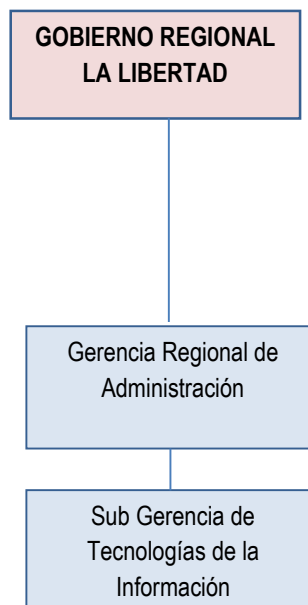 GOBIERNO REGIONAL
LA LIBERTAD
Gerencia Regional de
Administración
Sub Gerencia de
Tecnologías de la
Información